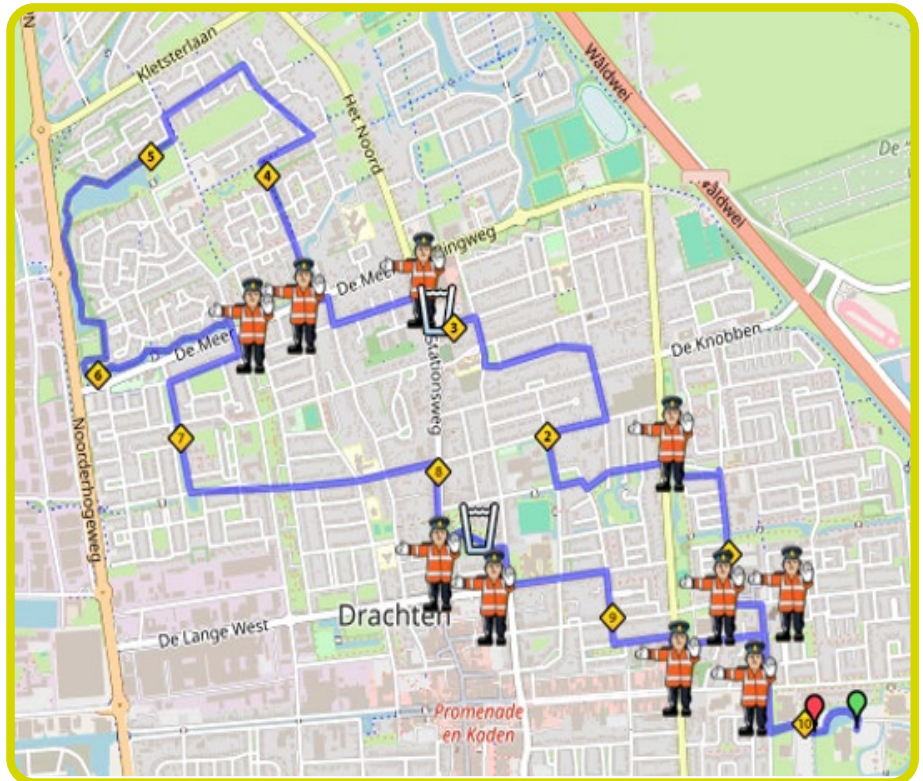 Kletsterlaan
Het Noord
Wâldwei
De
Wâldwei
5
4
ingweg
De Meer
3
De Meer
6
De Knobben
Stationsweg
Noorderhogeweg
7
2
8
De Lange West
Drachten
9
Promenade
en Kaden
10